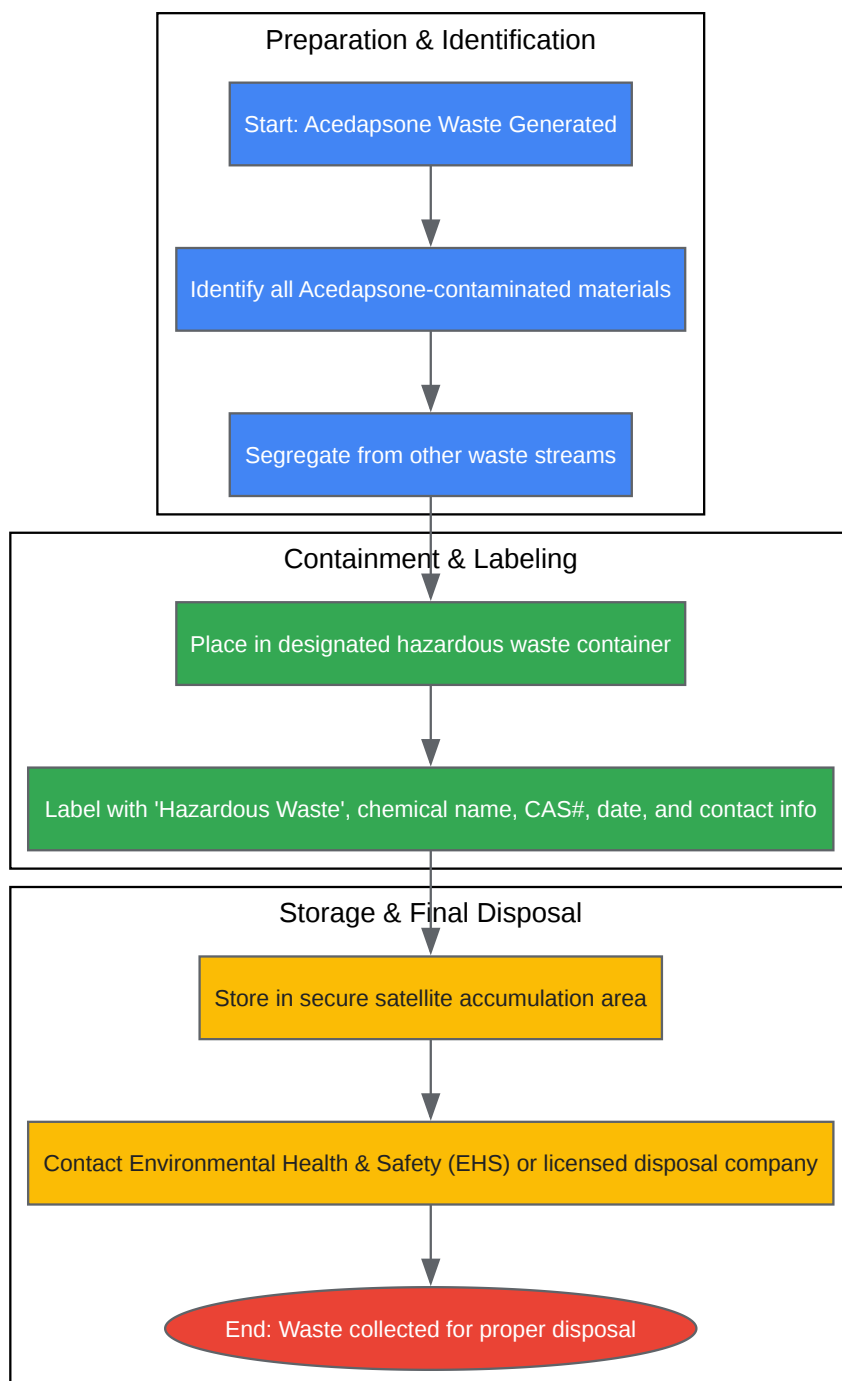 Preparation & Identification
Start: Acedapsone Waste Generated
Identify all Acedapsone-contaminated materials
Segregate from other waste streams
Containment & Labeling
Place in designated hazardous waste container
Label with 'Hazardous Waste', chemical name, CAS#, date, and contact info
Storage & Final Disposal
Store in secure satellite accumulation area
Contact Environmental Health & Safety (EHS) or licensed disposal company
End: Waste collected for proper disposal